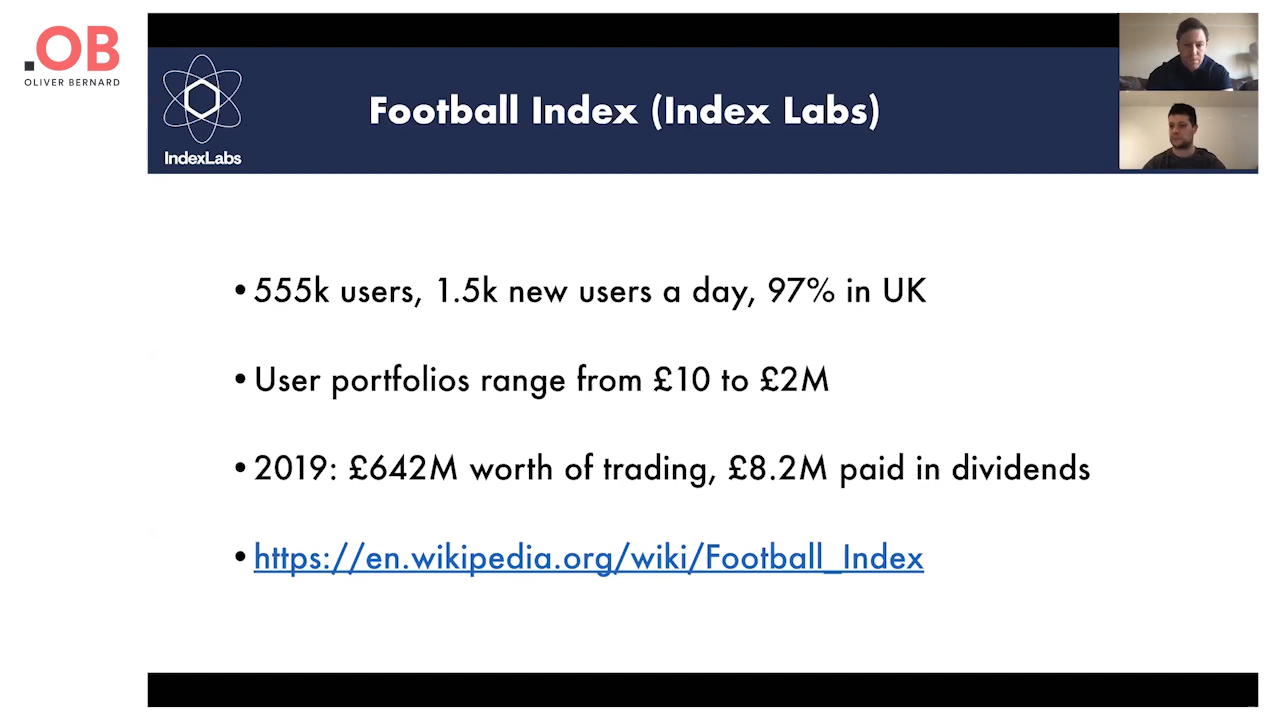 .OB
OLIVER BERNARD
IndexLabs
Football Index (Index Labs)
•555k users, 1.5k new users a day, 97% in UK
•User portfolios range from £10 to £2M
•2019: £642M worth of trading, £8.2M paid in dividends
•https://en.wikipedia.org/wiki/Football_Index